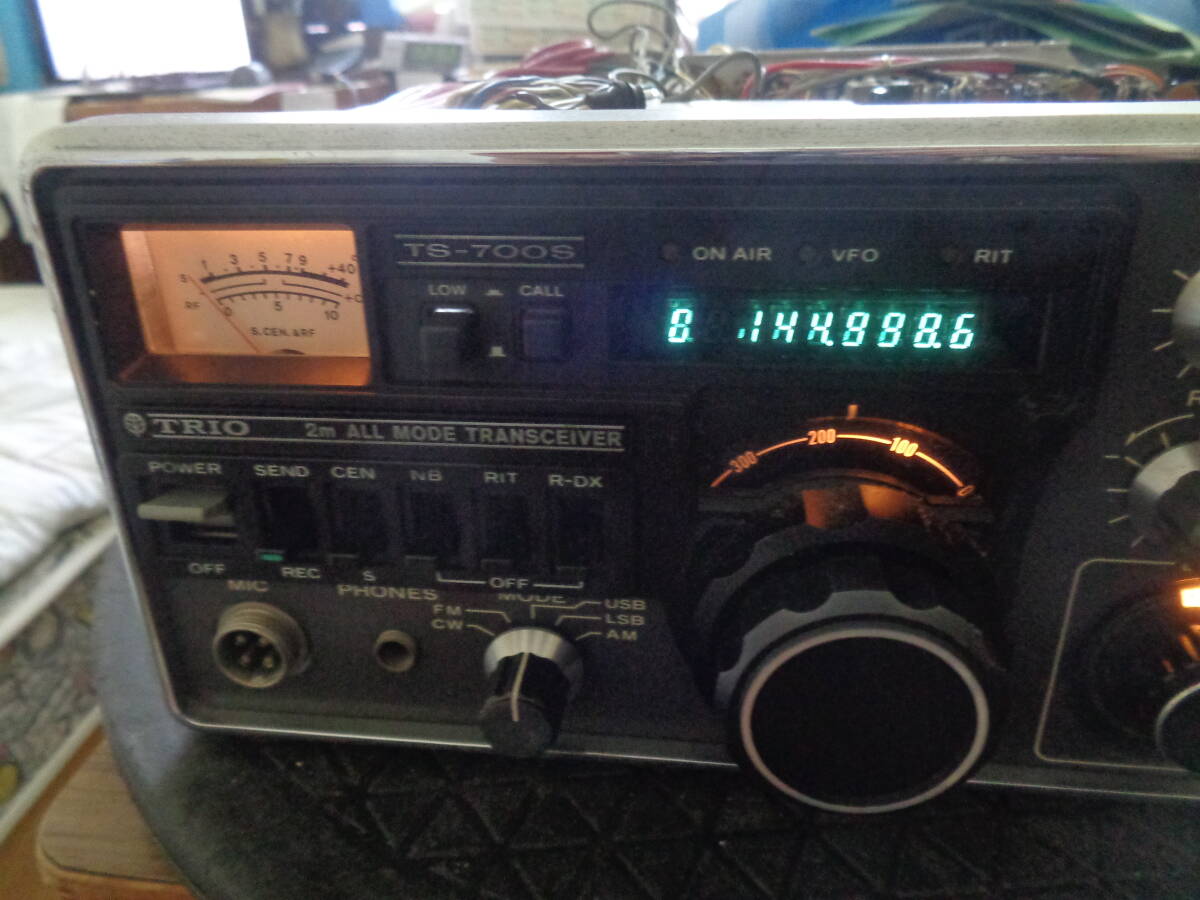 TS-700S
ON AIR VFO RIT
LOW CALL
1 3 5 7 9 +40
S
RF 0 5 10
S.CEN.&RF
8 .144.888.6
TRIO 2m ALL MODE TRANSCEIVER
300 200 100 0
POWER SEND CEN NB RIT R-DX
OFF REC S OFF
MIC PHONES MODE
FM USB
CW LSB
AM